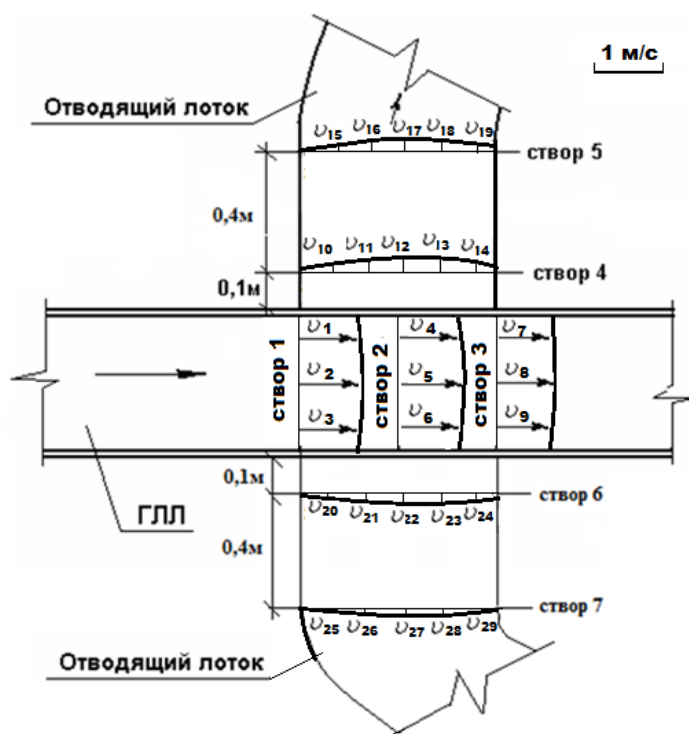 1 м/с
Отводящий лоток
υ15 υ16 υ17 υ18 υ19
створ 5
0,4м
υ10 υ11 υ12 υ13 υ14
створ 4
0,1м
створ 1
υ1
υ2
υ3
створ 2
υ4
υ5
υ6
створ 3
υ7
υ8
υ9
0,1м
створ 6
υ20 υ21 υ22 υ23 υ24
ГЛЛ
0,4м
створ 7
υ25 υ26 υ27 υ28 υ29
Отводящий лоток